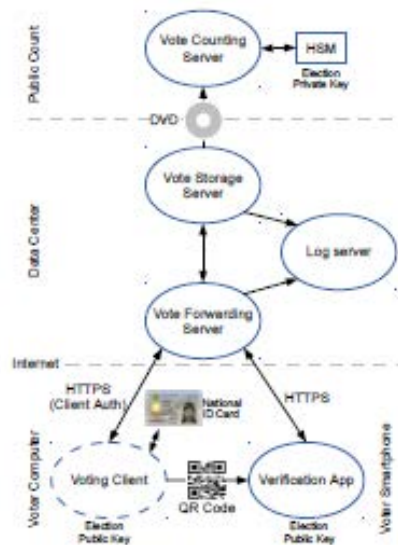 Public Count
Vote Counting
Server
HSM
Election
Private Key
DVD
Data Center
Vote Storage
Server
Log server
Vote Forwarding
Server
Internet
HTTPS
(Client Auth)
National
ID Card
HTTPS
Voter Computer
Voting Client
QR Code
Verification App
Voter Smartphone
Election
Public Key
Election
Public Key